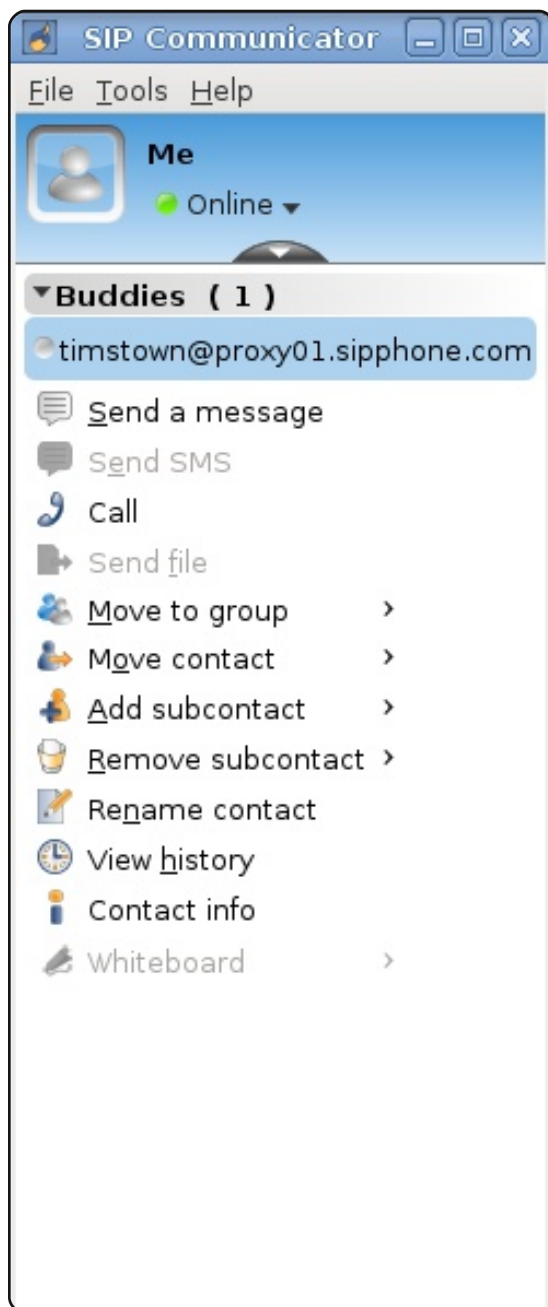 SIP Communicator
File Tools Help
Me
Online
Buddies ( 1 )
timstown@proxy01.sipphone.com
Send a message
Send SMS
Call
Send file
Move to group
Move contact
Add subcontact
Remove subcontact
Rename contact
View history
Contact info
Whiteboard